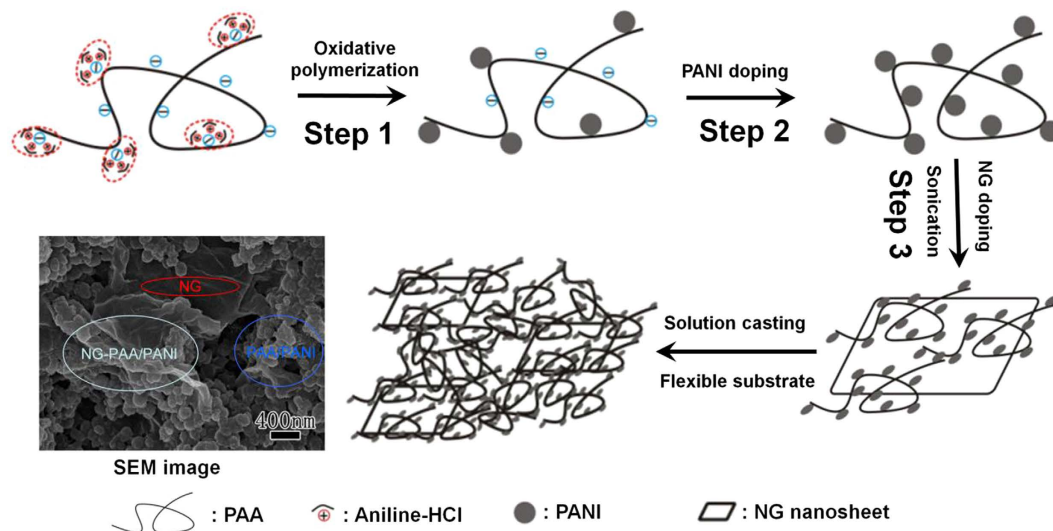 Oxidative
polymerization
Step 1
PANI doping
Step 2
NG doping
Sonication
Step 3
NG
NG-PAA/PANI
PAA/PANI
400nm
SEM image
Solution casting
Flexible substrate
: PAA
: Aniline-HCl
: PANI
: NG nanosheet